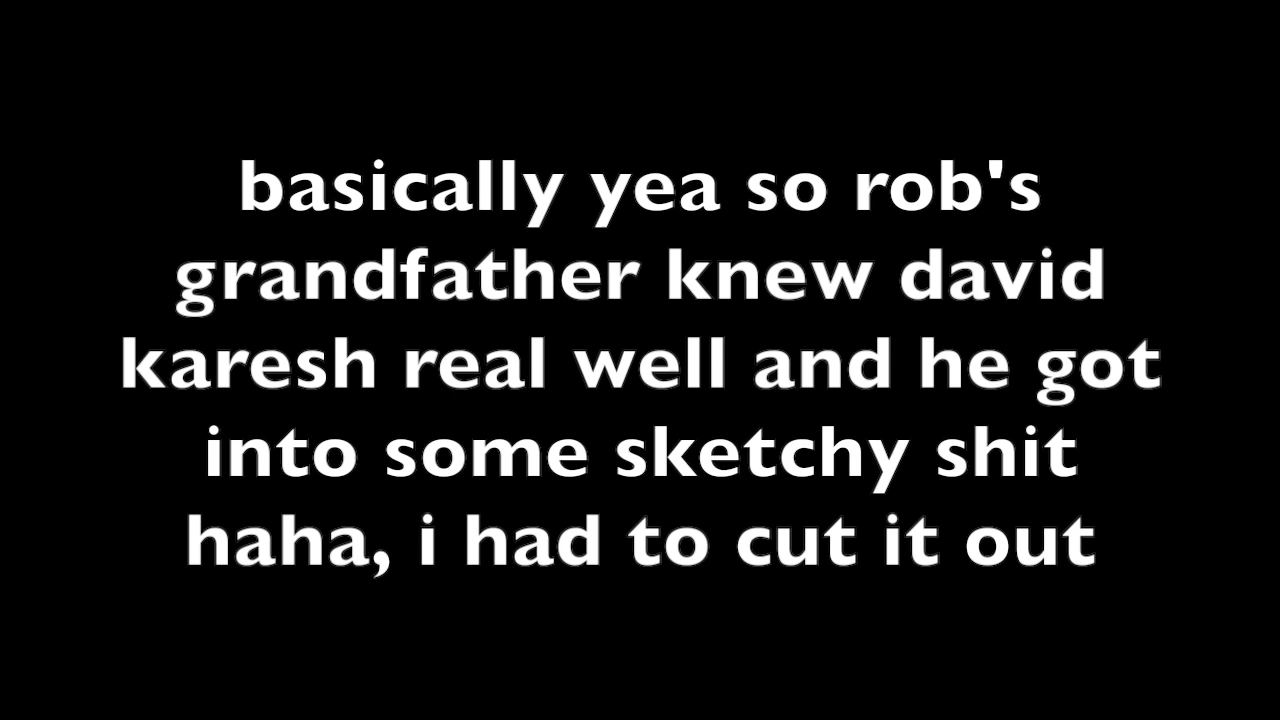 basically yea so rob's
grandfather knew david
karesh real well and he got
into some sketchy shit
haha, i had to cut it out